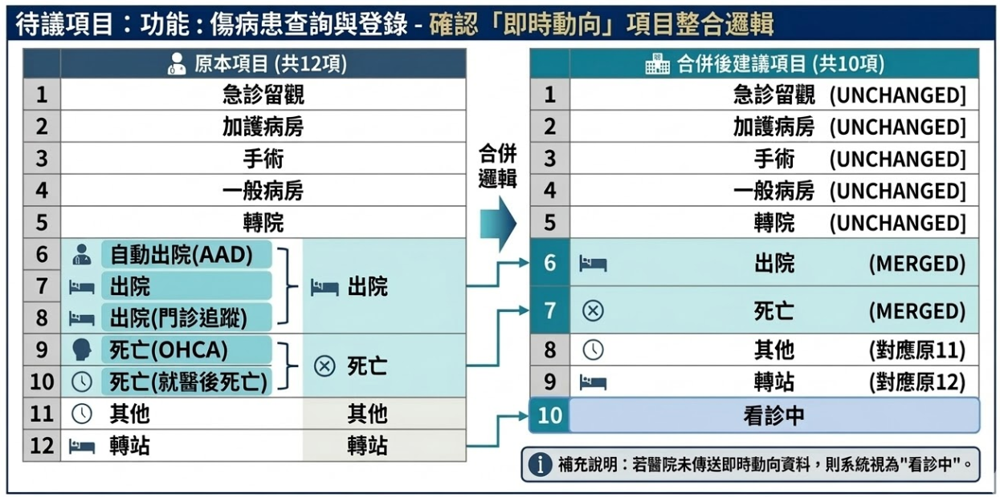 待議項目：功能 : 傷病患查詢與登錄 - 確認「即時動向」項目整合邏輯
原本項目 (共12項)
1 急診留觀
2 加護病房
3 手術
4 一般病房
5 轉院
6 自動出院(AAD)
7 出院
8 出院(門診追蹤)
出院
9 死亡(OHCA)
10 死亡(就醫後死亡)
死亡
11 其他 其他
12 轉站 轉站
合併
邏輯
合併後建議項目 (共10項)
1 急診留觀 (UNCHANGED]
2 加護病房 (UNCHANGED]
3 手術 (UNCHANGED]
4 一般病房 (UNCHANGED]
5 轉院 (UNCHANGED]
6 出院 (MERGED)
7 死亡 (MERGED)
8 其他 (對應原11)
9 轉站 (對應原12)
10 看診中
i 補充說明：若醫院未傳送即時動向資料，則系統視為"看診中"。